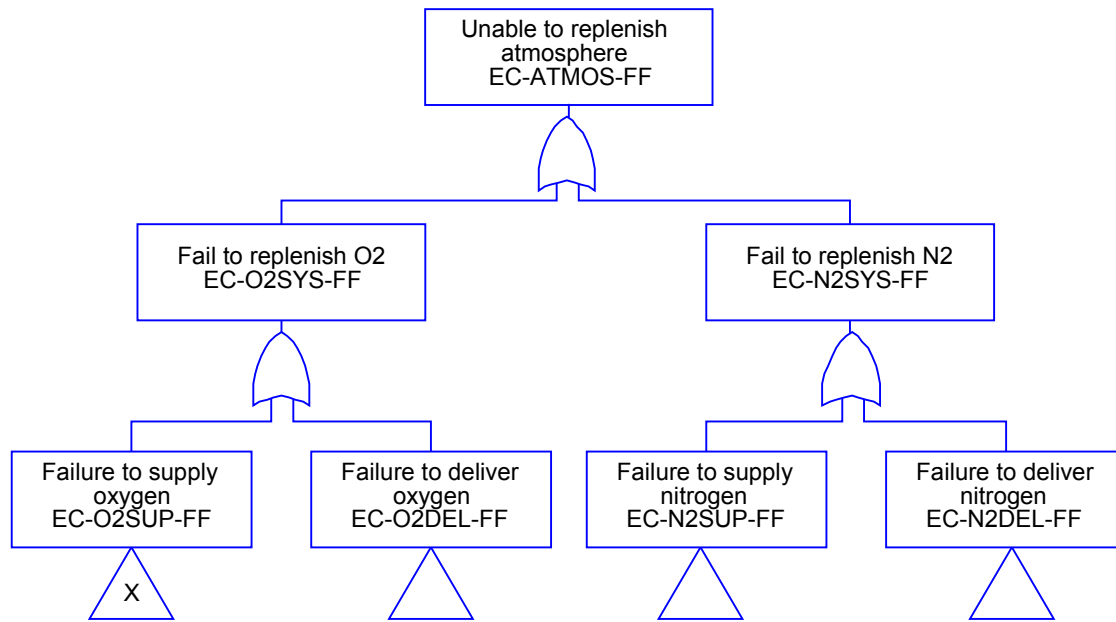 Unable to replenish
atmosphere
EC-ATMOS-FF
Fail to replenish O2
EC-O2SYS-FF
Fail to replenish N2
EC-N2SYS-FF
Failure to supply
oxygen
EC-O2SUP-FF
Failure to deliver
oxygen
EC-O2DEL-FF
Failure to supply
nitrogen
EC-N2SUP-FF
Failure to deliver
nitrogen
EC-N2DEL-FF
X